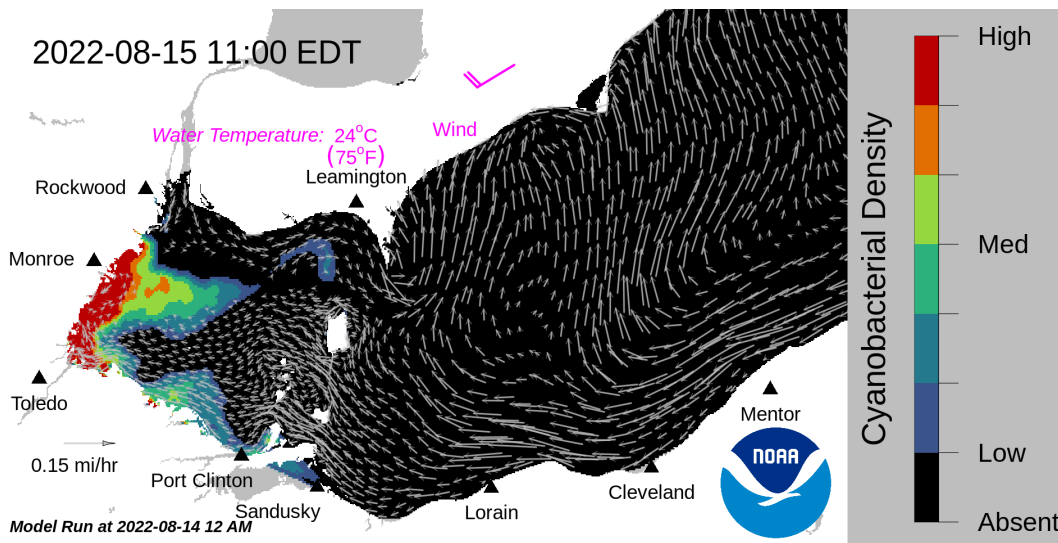 2022-08-15 11:00 EDT
Water Temperature: 24°C
(75°F)
Wind
Leamington
Rockwood
Monroe
Toledo
0.15 mi/hr
Port Clinton
Sandusky
Lorain
Cleveland
Mentor
NOAA
Model Run at 2022-08-14 12 AM
Cyanobacterial Density
High
Med
Low
Absent